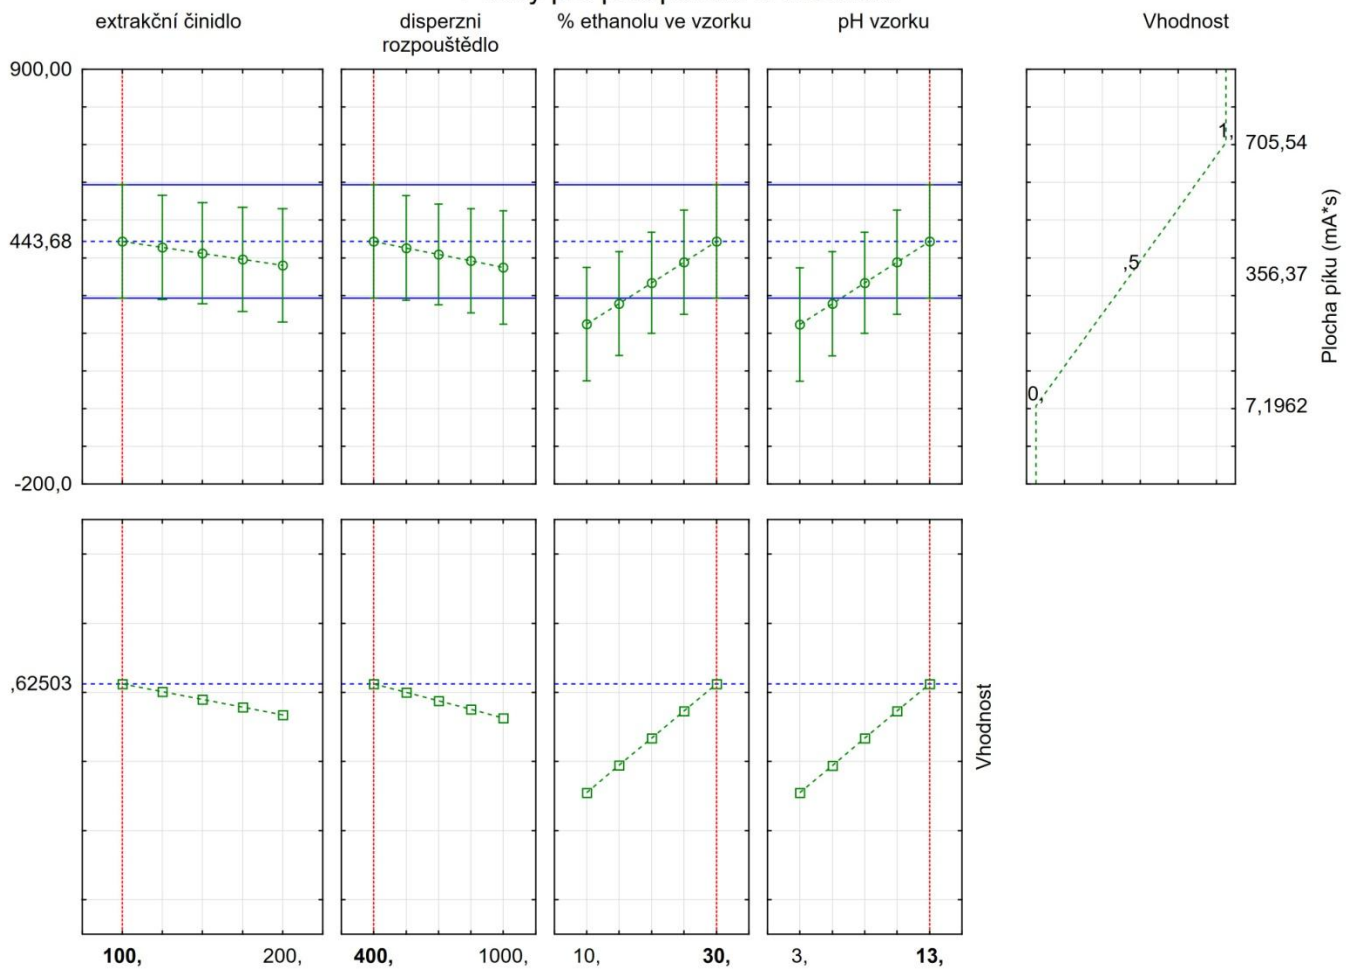 extrakční činidlo
disperzni
rozpouštědlo
% ethanolu ve vzorku
pH vzorku
Vhodnost
900,00
443,68
-200,0
1,
,5
0,
705,54
356,37
7,1962
Plocha píku (mA*s)
,62503
Vhodnost
100,
200,
400,
1000,
10,
30,
3,
13,